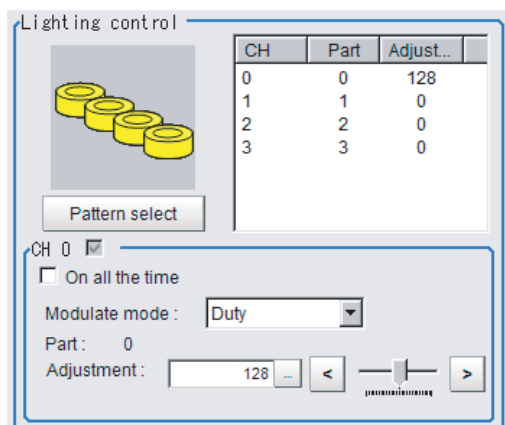 Lighting control
CH Part Adjust...
0 0 128
1 1 0
2 2 0
3 3 0
Pattern select
CH 0
On all the time
Modulate mode : Duty
Part : 0
Adjustment : 128 ... < >